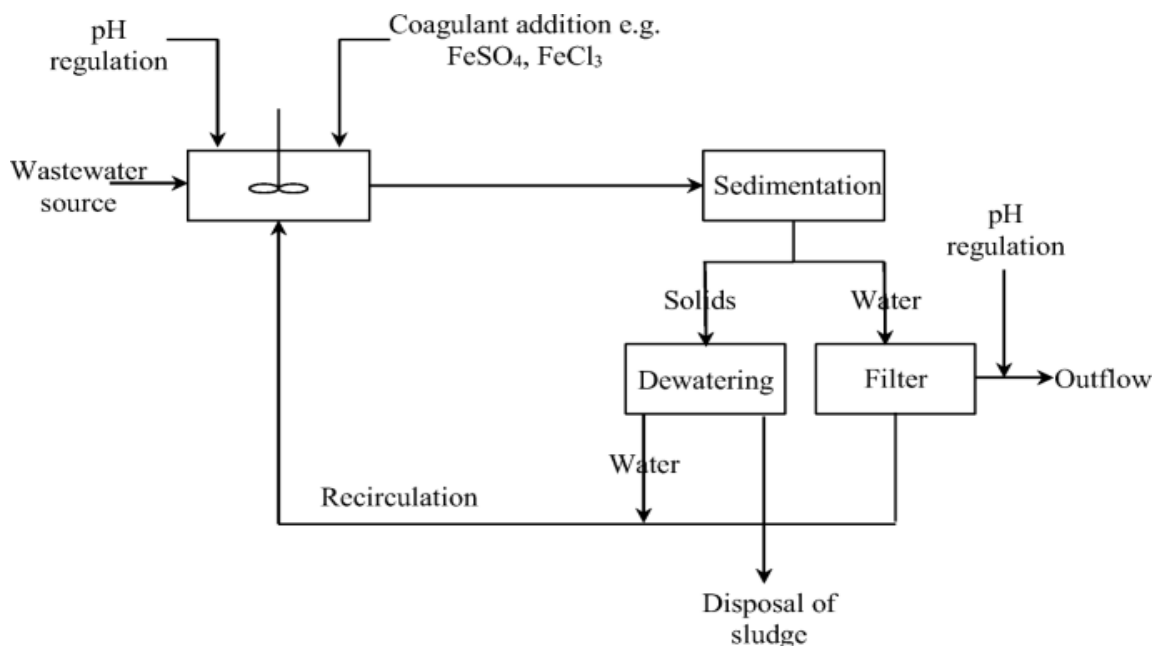 pH
regulation
Coagulant addition e.g.
FeSO₄, FeCl₃
Wastewater
source
Sedimentation
pH
regulation
Solids
Water
Dewatering
Filter
Outflow
Water
Recirculation
Disposal of
sludge